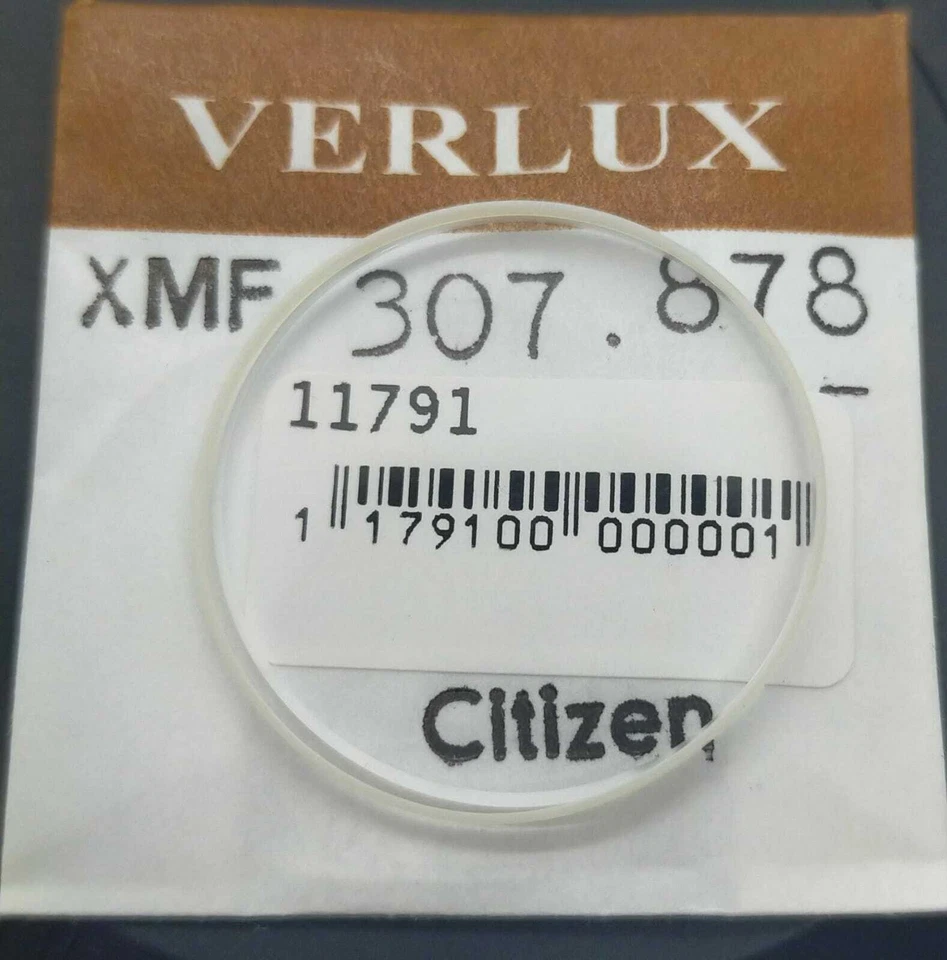 VERLUX
XMF 307.878
-
11791
1 179100 000001
Citizen